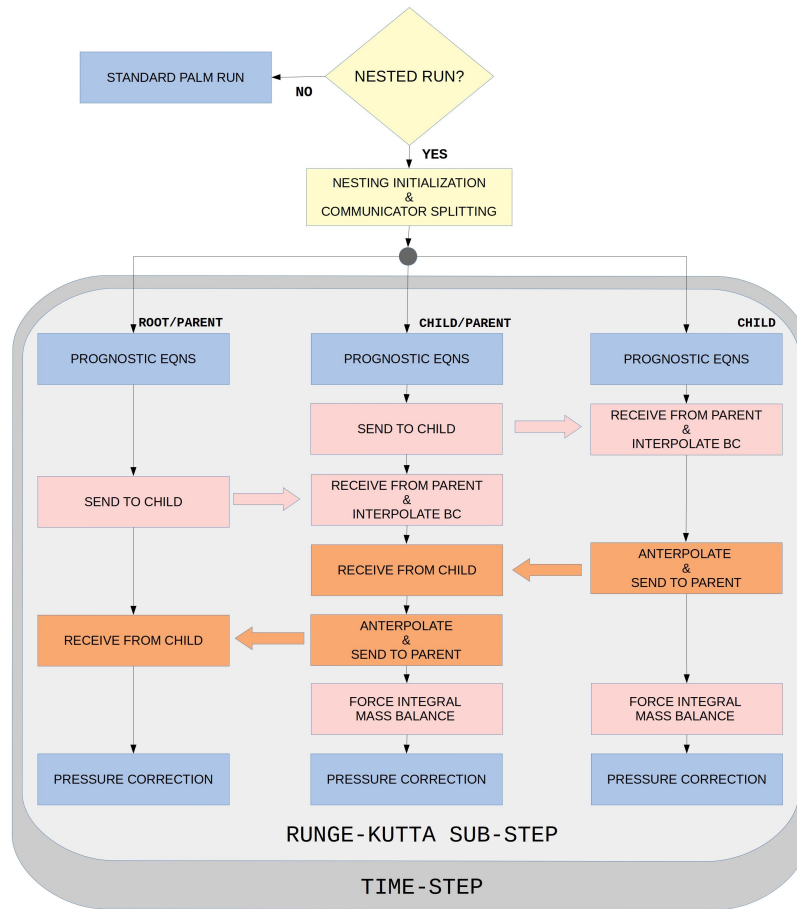 NESTED RUN?
STANDARD PALM RUN
NO
YES
NESTING INITIALIZATION
&
COMMUNICATOR SPLITTING
ROOT/PARENT
CHILD/PARENT
CHILD
PROGNOSTIC EQNS
PROGNOSTIC EQNS
PROGNOSTIC EQNS
SEND TO CHILD
RECEIVE FROM PARENT
&
INTERPOLATE BC
SEND TO CHILD
RECEIVE FROM PARENT
&
INTERPOLATE BC
RECEIVE FROM CHILD
ANTERPOLATE
&
SEND TO PARENT
RECEIVE FROM CHILD
ANTERPOLATE
&
SEND TO PARENT
FORCE INTEGRAL
MASS BALANCE
FORCE INTEGRAL
MASS BALANCE
PRESSURE CORRECTION
PRESSURE CORRECTION
PRESSURE CORRECTION
RUNGE-KUTTA SUB-STEP
TIME-STEP